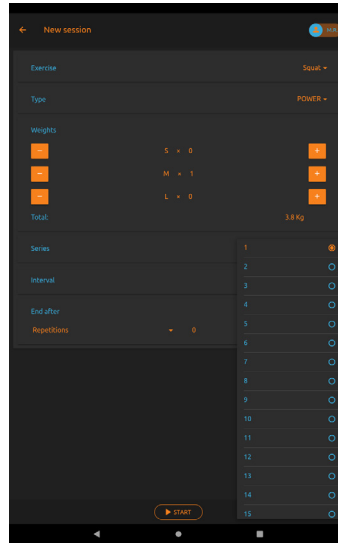 New session
Exercise Squat
Type POWER
Weights
− S × 0 +
− M × 1 +
− L × 0 +
Total: 3.8 Kg
Series
Interval
End after
Repetitions 0
1
2
3
4
5
6
7
8
9
10
11
12
13
14
15
START